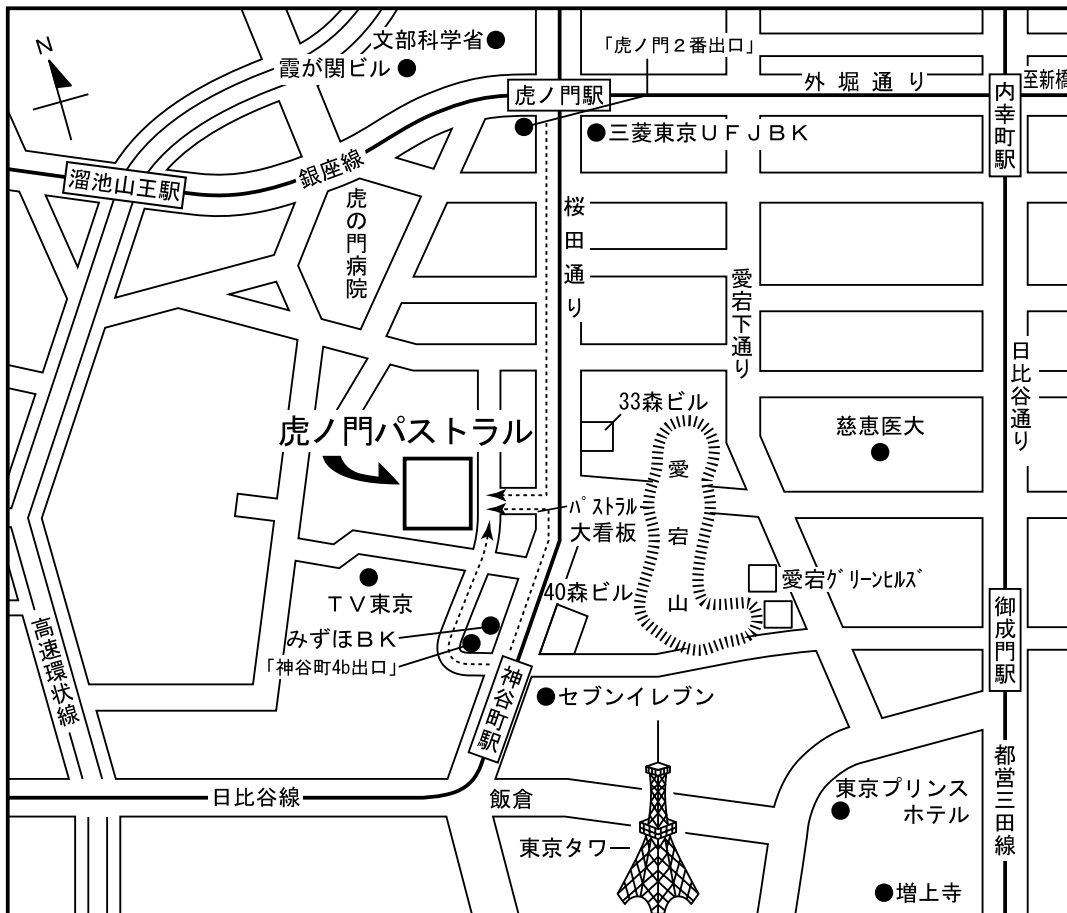 N
文部科学省
霞が関ビル
「虎ノ門２番出口」
外堀通り
至新橋
虎ノ門駅
内幸町駅
三菱東京ＵＦＪＢＫ
溜池山王駅
銀座線
虎の門病院
桜田通り
愛宕下通り
日比谷通り
33森ビル
慈恵医大
虎ノ門パストラル
愛宕山
パストラル
大看板
40森ビル
愛宕グリーンヒルズ
ＴＶ東京
みずほＢＫ
「神谷町4b出口」
御成門駅
高速環状線
神谷町駅
セブンイレブン
都営三田線
日比谷線
飯倉
東京プリンス
ホテル
東京タワー
増上寺